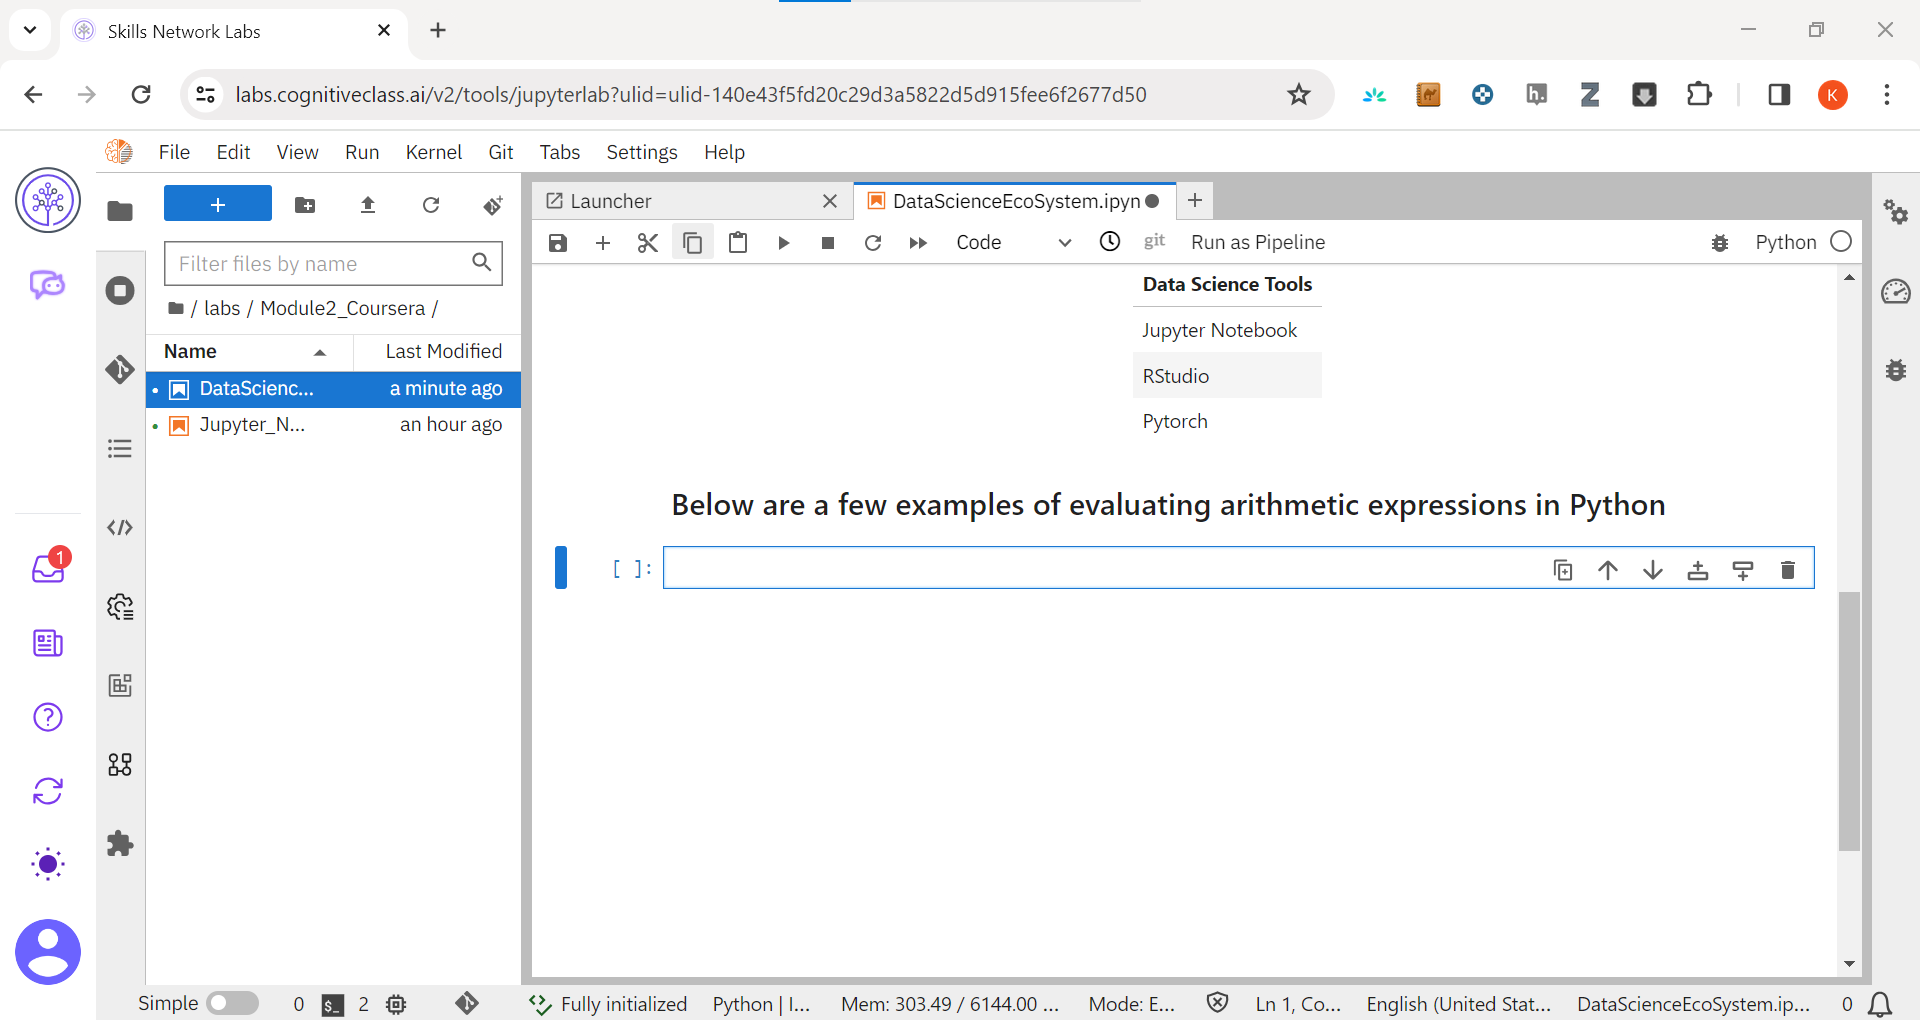 Skills Network Labs
labs.cognitiveclass.ai/v2/tools/jupyterlab?ulid=ulid-140e43f5fd20c29d3a5822d5d915fee6f2677d50
h.
Z
K
File Edit View Run Kernel Git Tabs Settings Help
Launcher
DataScienceEcoSystem.ipyn
Code
git
Run as Pipeline
Python
Filter files by name
/ labs / Module2_Coursera /
Name Last Modified
DataScienc... a minute ago
Jupyter_N... an hour ago
Data Science Tools
Jupyter Notebook
RStudio
Pytorch
Below are a few examples of evaluating arithmetic expressions in Python
[ ]:
1
Simple 0 $_ 2 Fully initialized Python | I... Mem: 303.49 / 6144.00 ... Mode: E... Ln 1, Co... English (United Stat... DataScienceEcoSystem.ip... 0